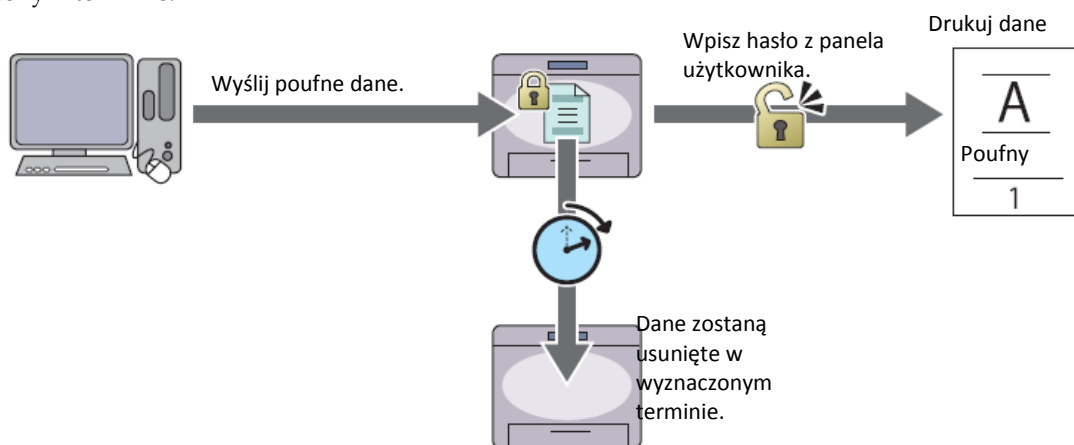 Drukuj dane
Wpisz hasło z panela
użytkownika.
Wyślij poufne dane.
A
Poufny
1
Dane zostaną
usunięte w
wyznaczonym
terminie.